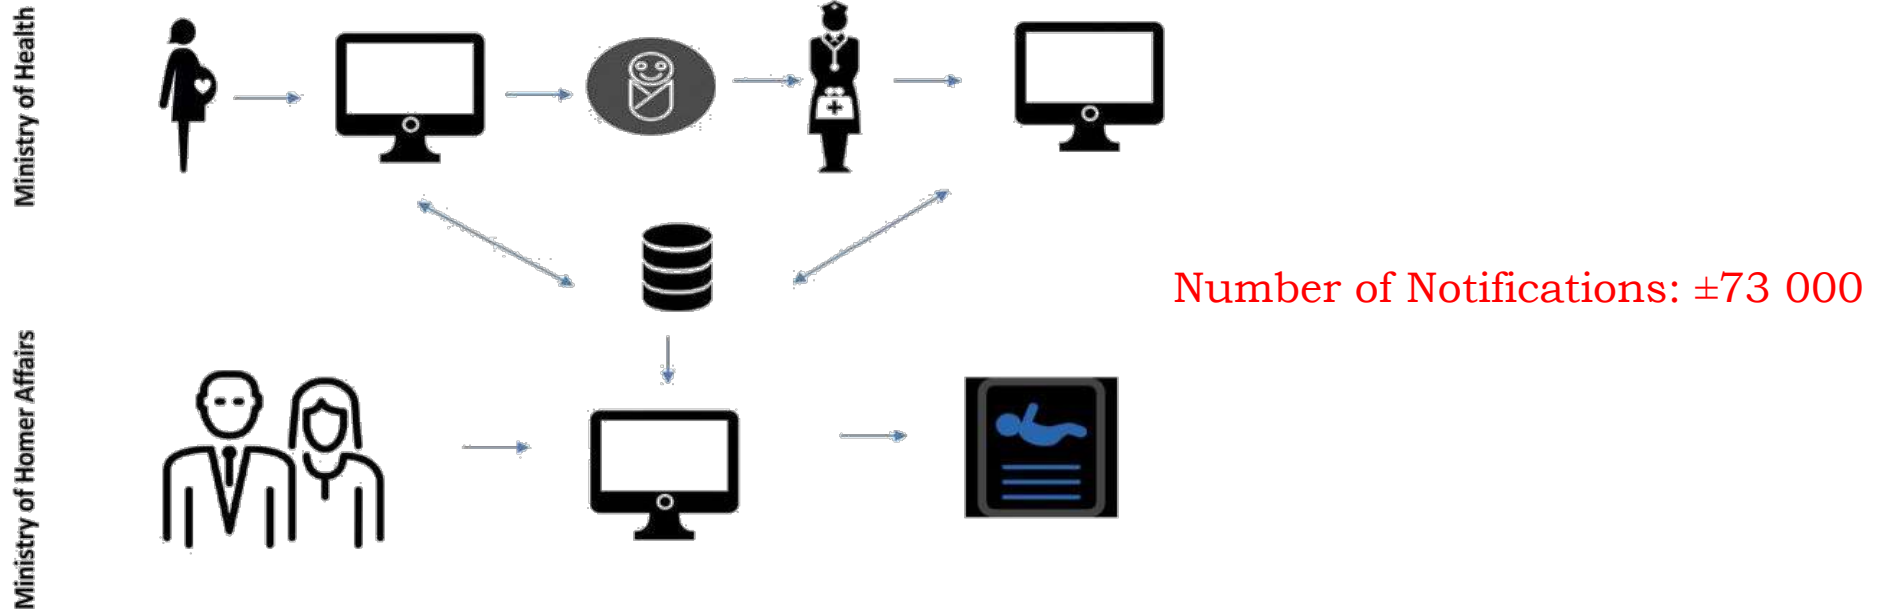 Ministry of Health
Number of Notifications: ±73 000
Ministry of Homer Affairs